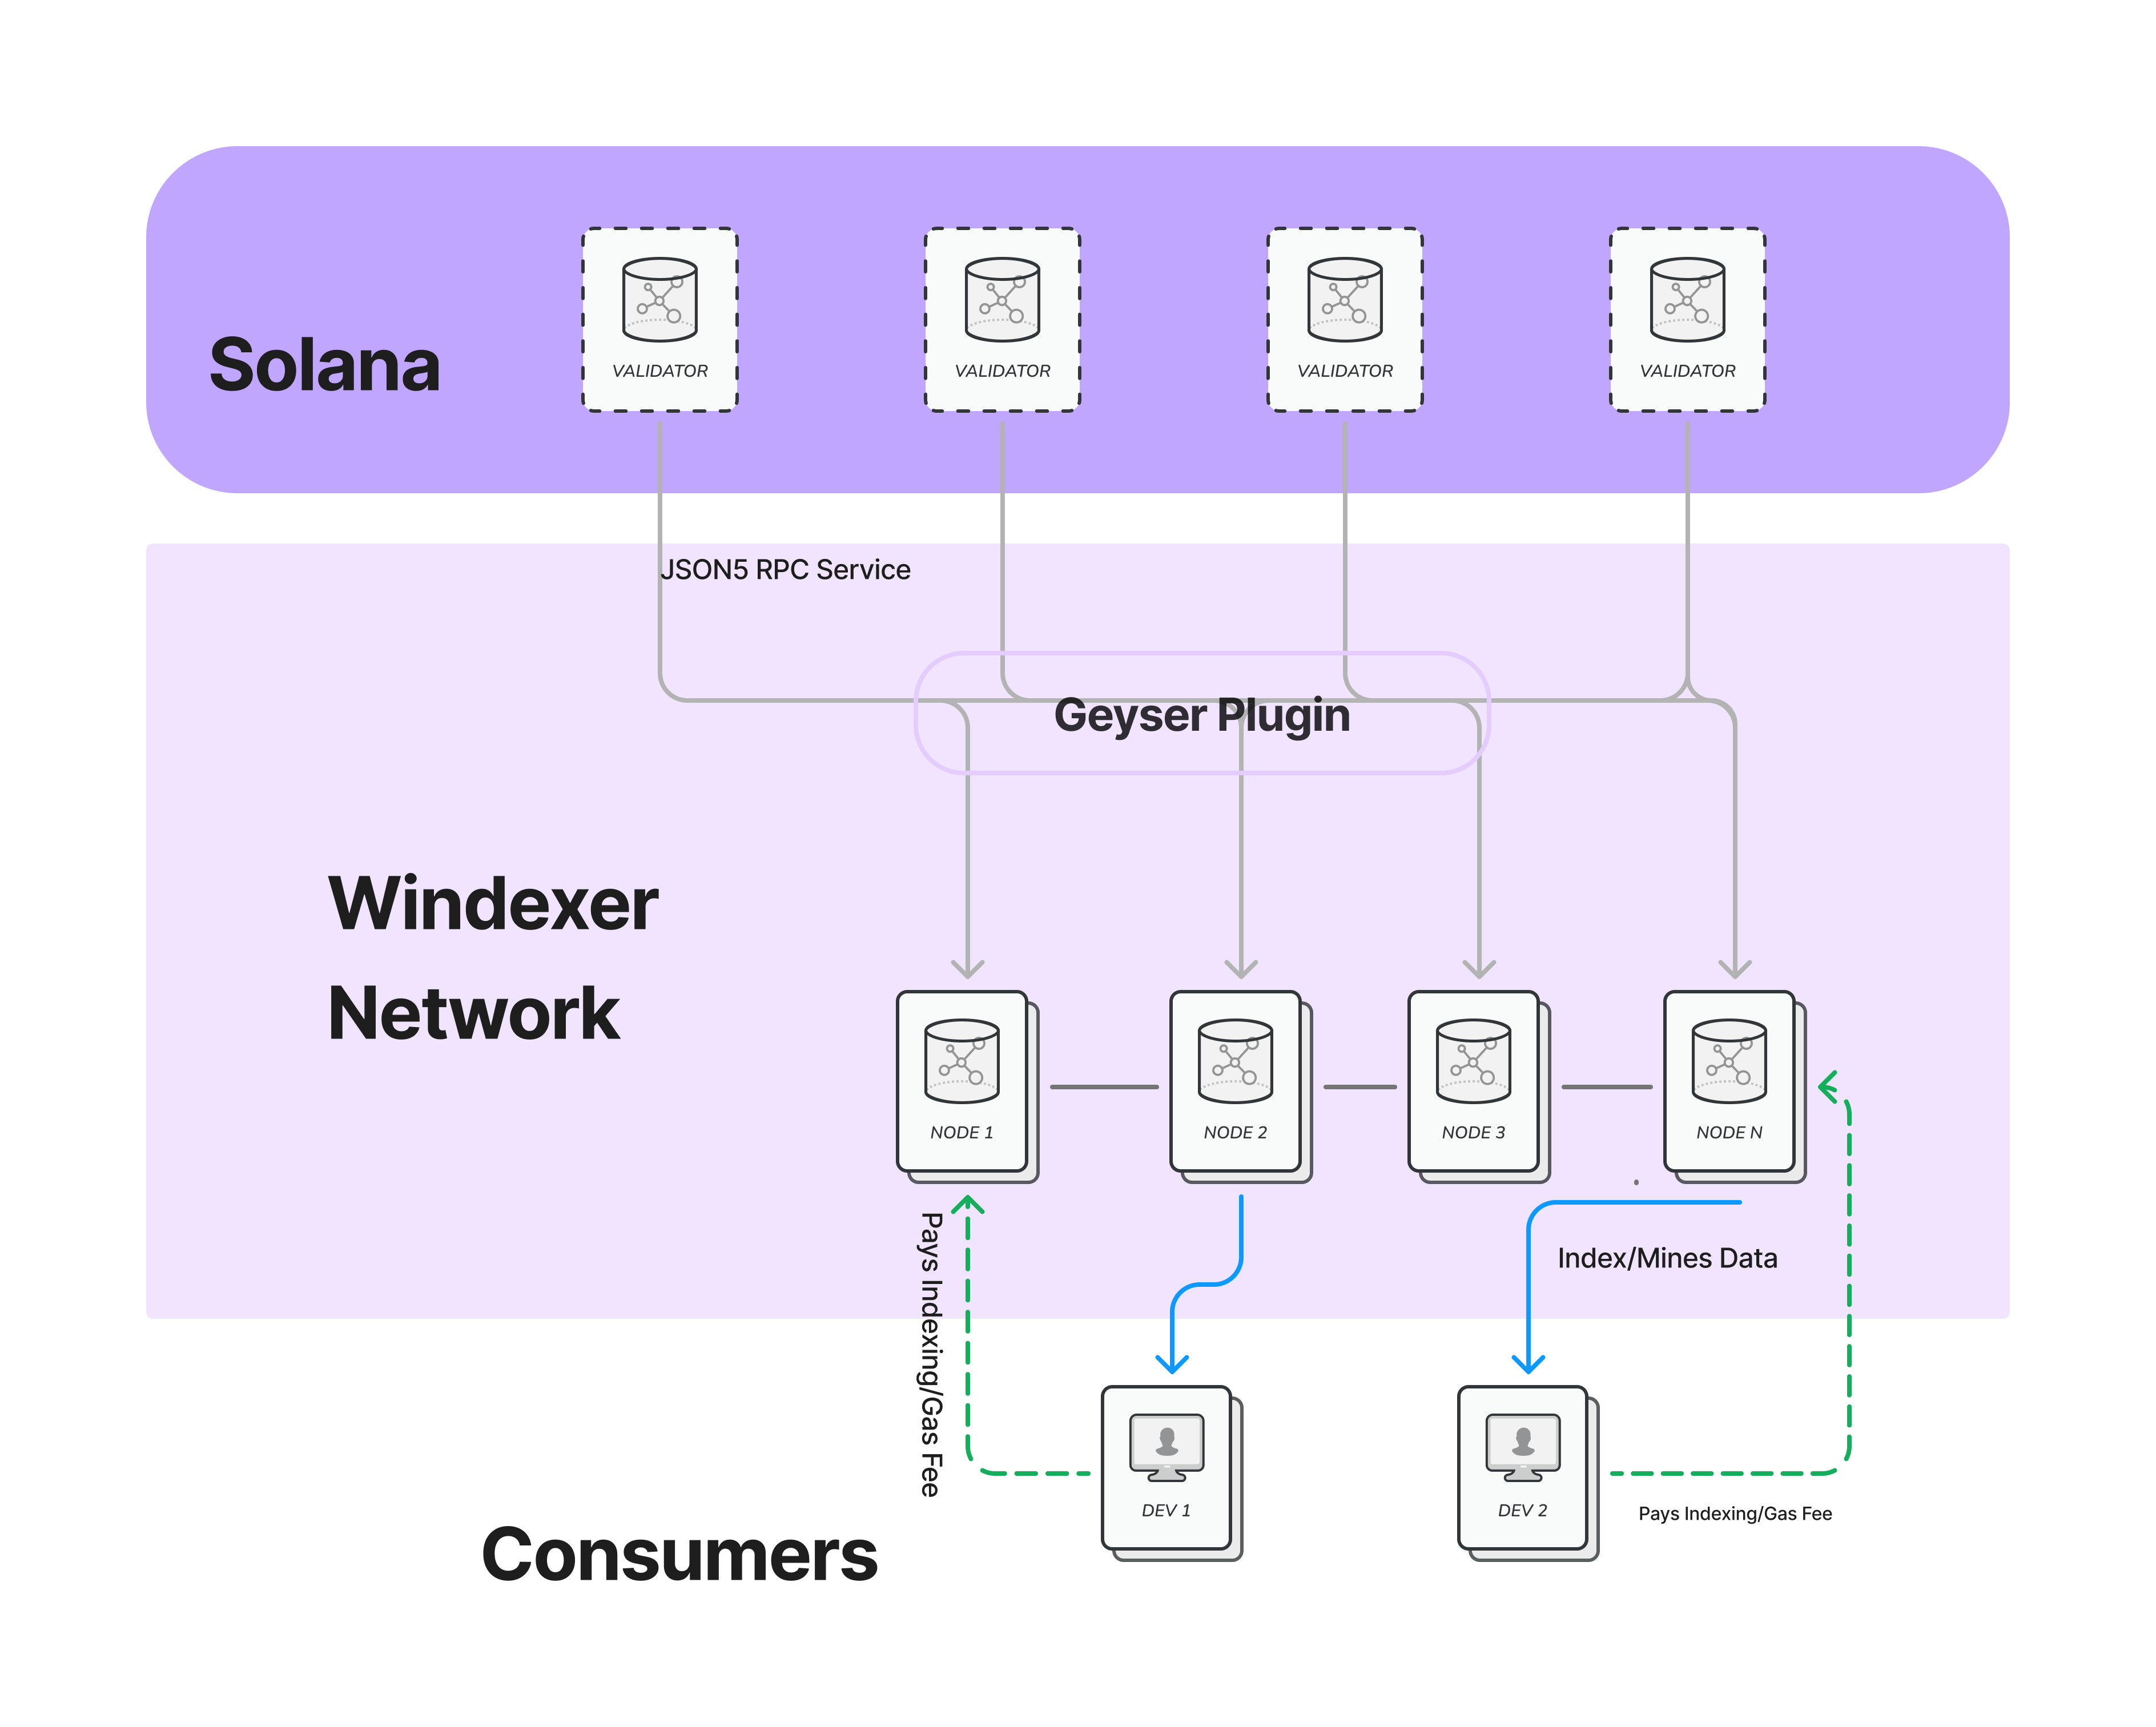 Solana
VALIDATOR
VALIDATOR
VALIDATOR
VALIDATOR
JSON5 RPC Service
Geyser Plugin
Windexer
Network
NODE 1
NODE 2
NODE 3
NODE N
Pays Indexing/Gas Fee
Index/Mines Data
DEV 1
DEV 2
Pays Indexing/Gas Fee
Consumers